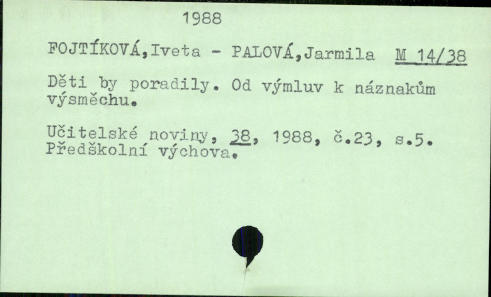 1988
FOJTÍKOVÁ,Iveta - PALOVÁ,Jarmila M 14/38
Děti by poradily. Od výmluv k náznakům
výsměchu.
Učitelské noviny, 38, 1988, č.23, s.5.
Předškolní výchova.